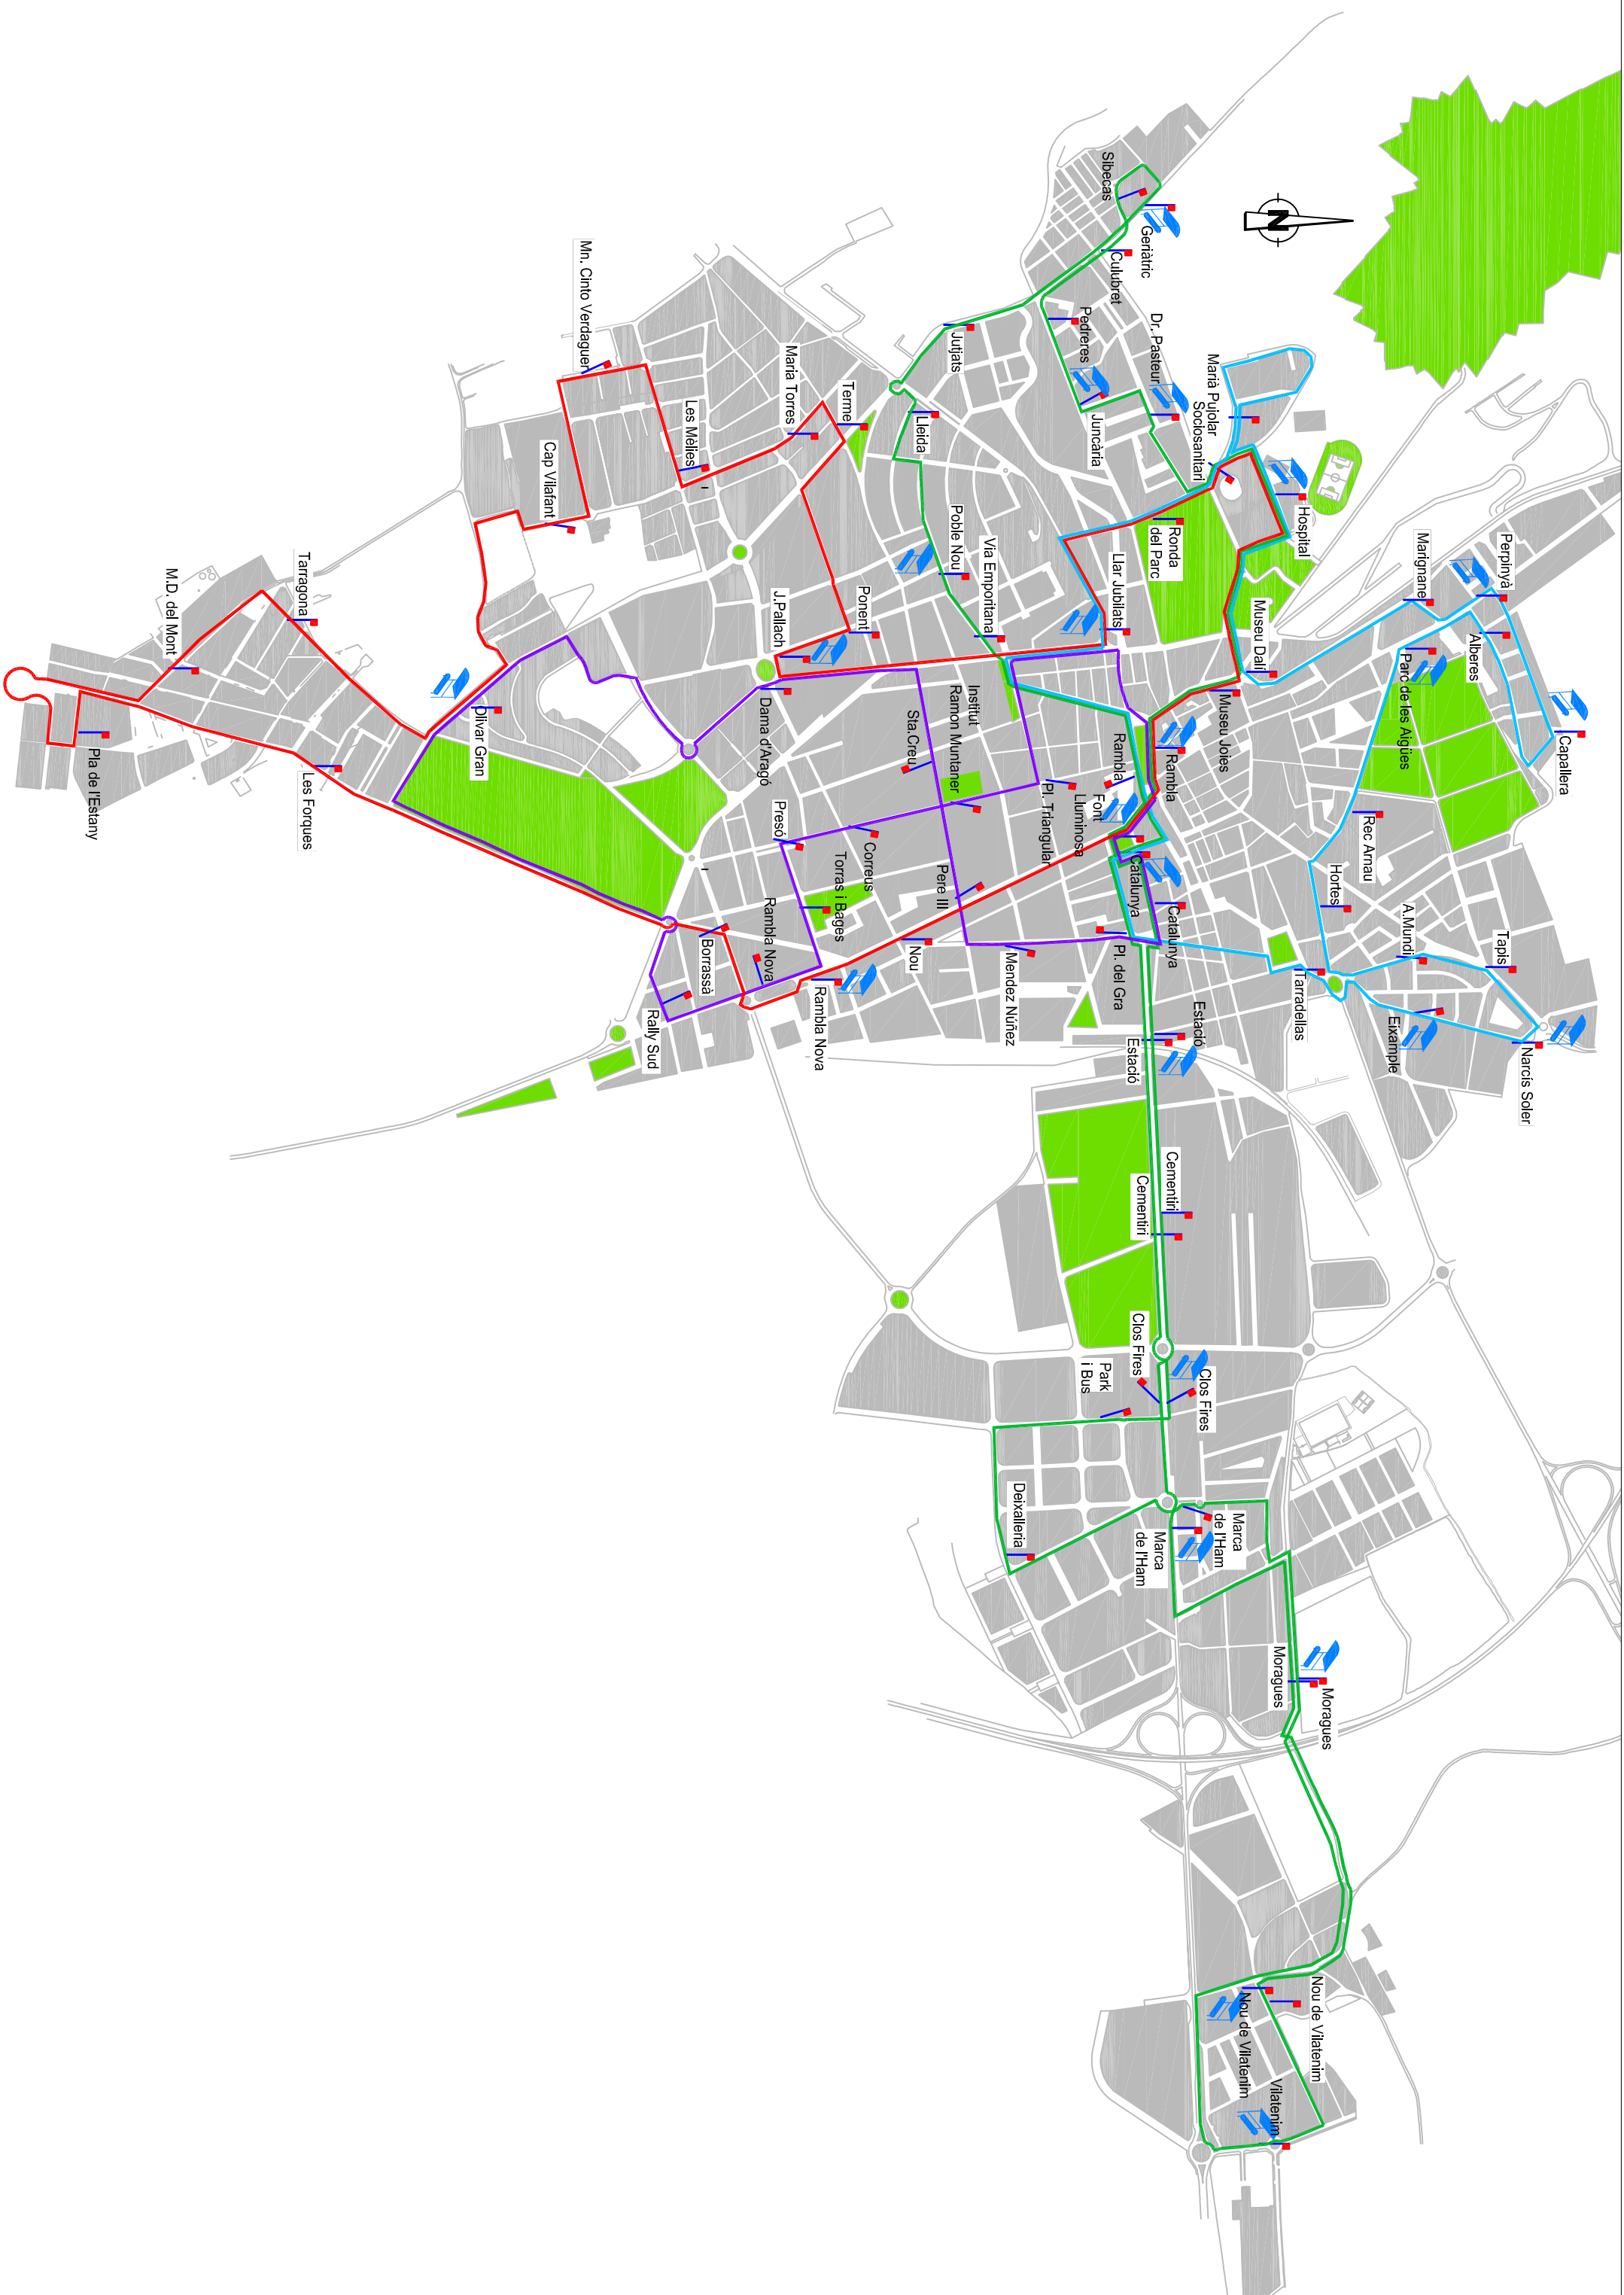 Sibecas
Geriàtric
Culubret
Pedreres
Dr. Pasteur
Jutjats
Juncària
Marià Pujolar
Sociosanitari
Hospital
N
Mn. Cinto Verdaguer
Maria Torres
Terme
Lleida
Les Mèlies
Cap Vilafant
Poble Nou
Via Emporitana
Llar Jubilats
Ronda
del Parc
Museu Dalí
Marignane
Perpinyà
Alberes
Parc de les Aigües
Capallera
Tarragona
M.D. del Mont
J.Pallach
Ponent
Olivar Gran
Dama d'Aragó
Sta.Creu
Institut
Ramon Muntaner
Museu Joies
Rambla
Rambla
Font
Lluminosa
Pl. Triangular
Pla de l'Estany
Les Forques
Presó
Correus
Torras i Bages
Pere III
Catalunya
Catalunya
Rec Arnau
Hortes
A.Mundi
Tapis
Borrassà
Rambla Nova
Rambla Nova
Nou
Mendez Núñez
Pl. del Gra
Tarradellas
Eixample
Narcís Soler
Rally Sud
Estació
Estació
Cementiri
Cementiri
Clos Fires
Clos Fires
Park
i Bus
Deixalleria
Marca
de l'Ham
Marca
de l'Ham
Moragues
Moragues
Nou de Vilatenim
Nou de Vilatenim
Vilatenim